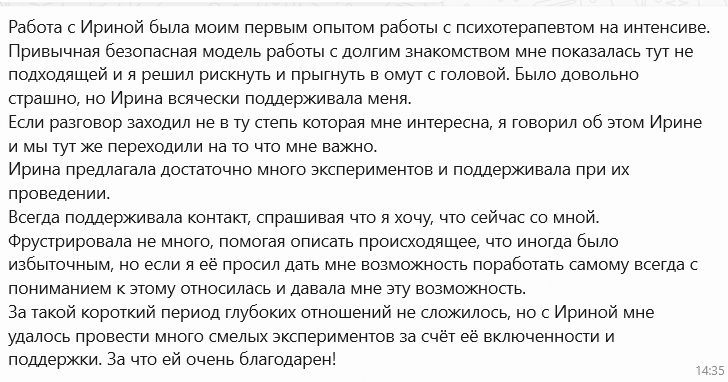 Работа с Ириной была моим первым опытом работы с психотерапевтом на интенсиве.
Привычная безопасная модель работы с долгим знакомством мне показалась тут не
подходящей и я решил рискнуть и прыгнуть в омут с головой. Было довольно
страшно, но Ирина всячески поддерживала меня.
Если разговор заходил не в ту степь которая мне интересна, я говорил об этом Ирине
и мы тут же переходили на то что мне важно.
Ирина предлагала достаточно много экспериментов и поддерживала при их
проведении.
Всегда поддерживала контакт, спрашивая что я хочу, что сейчас со мной.
Фрустрировала не много, помогая описать происходящее, что иногда было
избыточным, но если я её просил дать мне возможность поработать самому всегда с
пониманием к этому относилась и давала мне эту возможность.
За такой короткий период глубоких отношений не сложилось, но с Ириной мне
удалось провести много смелых экспериментов за счёт её включенности и
поддержки. За что ей очень благодарен!
14:35